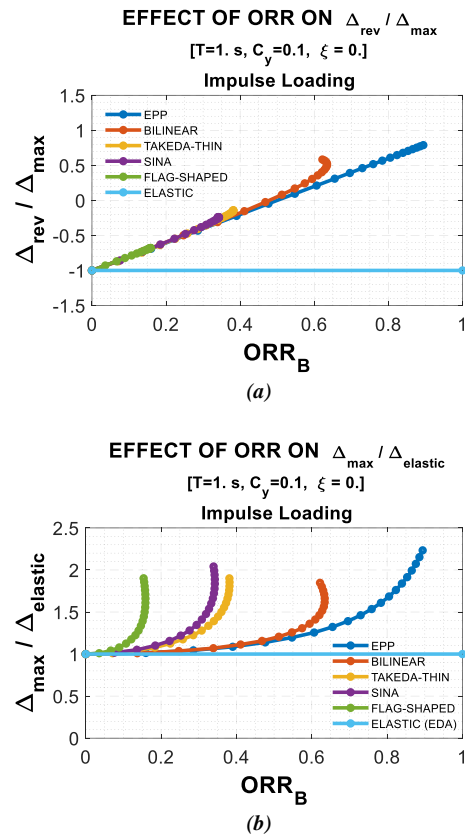 EFFECT OF ORR ON Δrev / Δmax
[T=1. s, Cy=0.1, ξ = 0.]
Impulse Loading
1.5
1
0.5
0
-0.5
-1
-1.5
Δrev / Δmax
EPP
BILINEAR
TAKEDA-THIN
SINA
FLAG-SHAPED
ELASTIC
0 0.2 0.4 0.6 0.8 1
ORRB
(a)
EFFECT OF ORR ON Δmax / Δelastic
[T=1. s, Cy=0.1, ξ = 0.]
Impulse Loading
2.5
2
1.5
1
0.5
0
Δmax / Δelastic
EPP
BILINEAR
TAKEDA-THIN
SINA
FLAG-SHAPED
ELASTIC (EDA)
0 0.2 0.4 0.6 0.8 1
ORRB
(b)